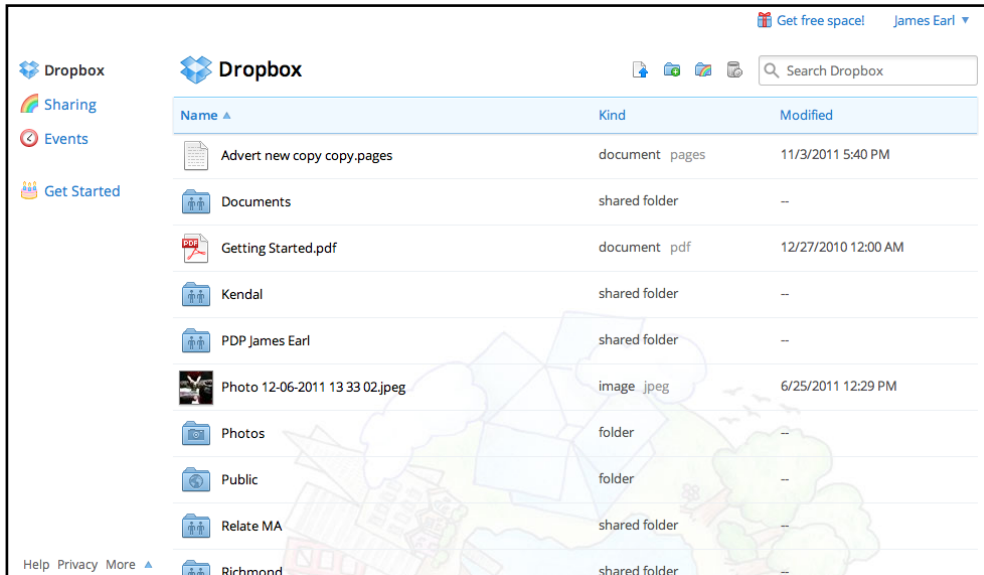 Get free space! James Earl
Dropbox
Sharing
Events
Get Started
Dropbox
Search Dropbox
Name Kind Modified
Advert new copy copy.pages document pages 11/3/2011 5:40 PM
Documents shared folder --
PDF
Getting Started.pdf document pdf 12/27/2010 12:00 AM
Kendal shared folder --
PDP James Earl shared folder --
Photo 12-06-2011 13 33 02.jpeg image jpeg 6/25/2011 12:29 PM
Photos folder --
Public folder --
Relate MA shared folder --
Richmond shared folder --
Help Privacy More